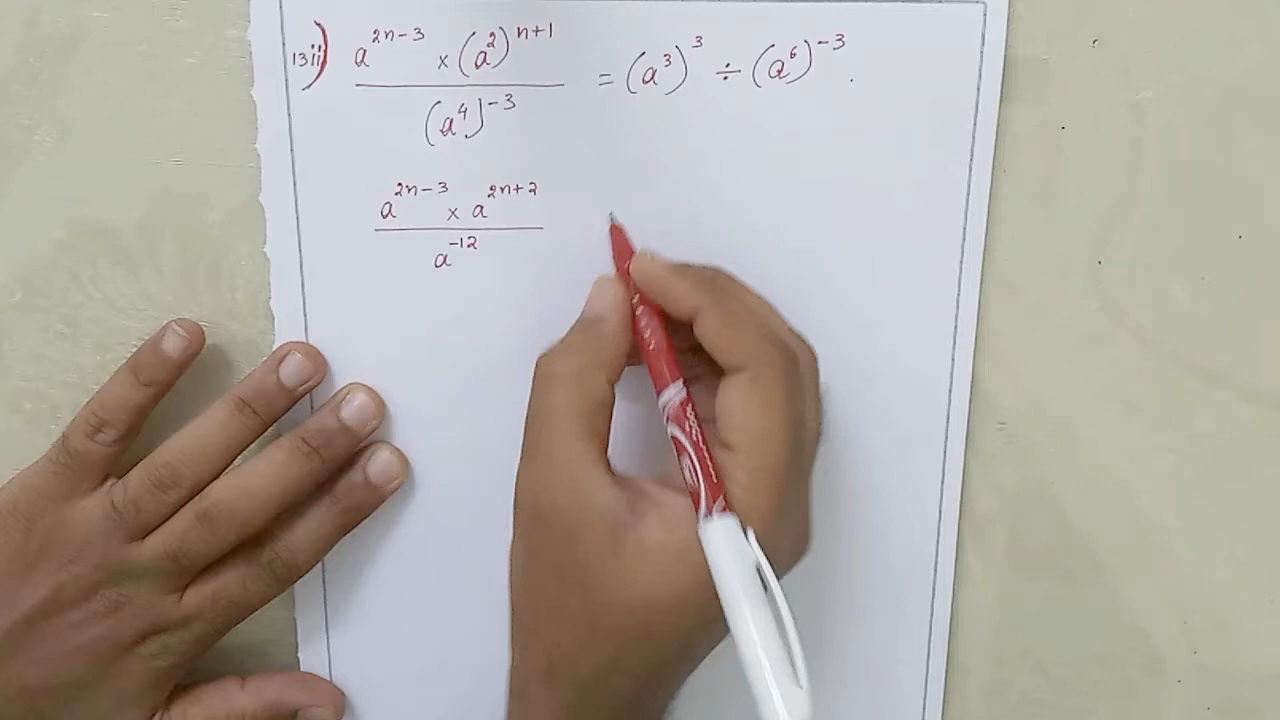 13ii) a^{2n-3} × (a^2)^{n+1} / (a^4)^{-3} = (a^3)^3 ÷ (a^6)^{-3}.
a^{2n-3} × a^{2n+2} / a^{-12}